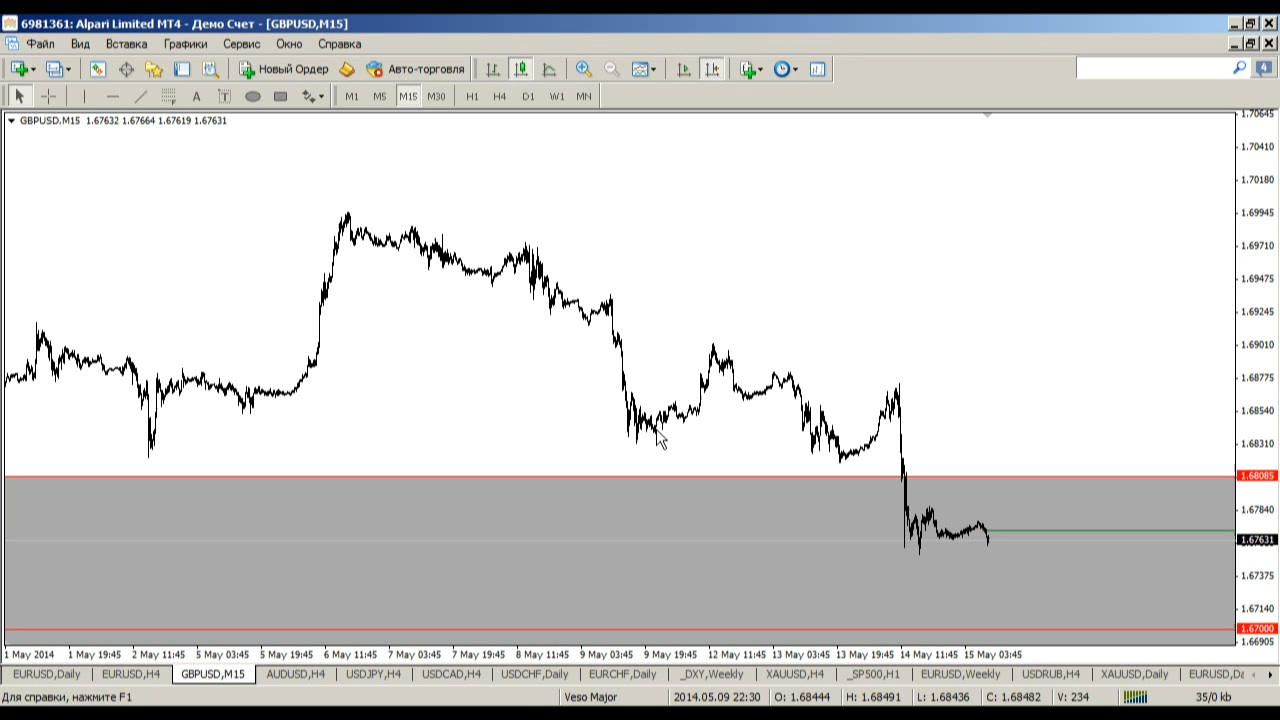 6981361: Alpari Limited MT4 - Демо Счет - [GBPUSD,M15]
Файл Вид Вставка Графики Сервис Окно Справка
Новый Ордер Авто-торговля 4
A T M1 M5 M15 M30 H1 H4 D1 W1 MN
GBPUSD,M15 1.67632 1.67664 1.67619 1.67631
1.70645
1.70410
1.70180
1.69945
1.69710
1.69475
1.69245
1.69010
1.68775
1.68540
1.68310
1.68085
1.67840
1.67631
1.67375
1.67140
1.67000
1.66905
1 May 2014 1 May 19:45 2 May 11:45 5 May 03:45 5 May 19:45 6 May 11:45 7 May 03:45 7 May 19:45 8 May 11:45 9 May 03:45 9 May 19:45 12 May 11:45 13 May 03:45 13 May 19:45 14 May 11:45 15 May 03:45
EURUSD,Daily EURUSD,H4 GBPUSD,M15 AUDUSD,H4 USDJPY,H4 USDCAD,H4 USDCHF,Daily EURCHF,Daily _DXY,Weekly XAUUSD,H4 _SP500,H1 EURUSD,Weekly USDRUB,H4 XAUUSD,Daily EURUSD,Da
Для справки, нажмите F1 Veso Major 2014.05.09 22:30 O: 1.68444 H: 1.68491 L: 1.68436 C: 1.68482 V: 234 35/0 kb